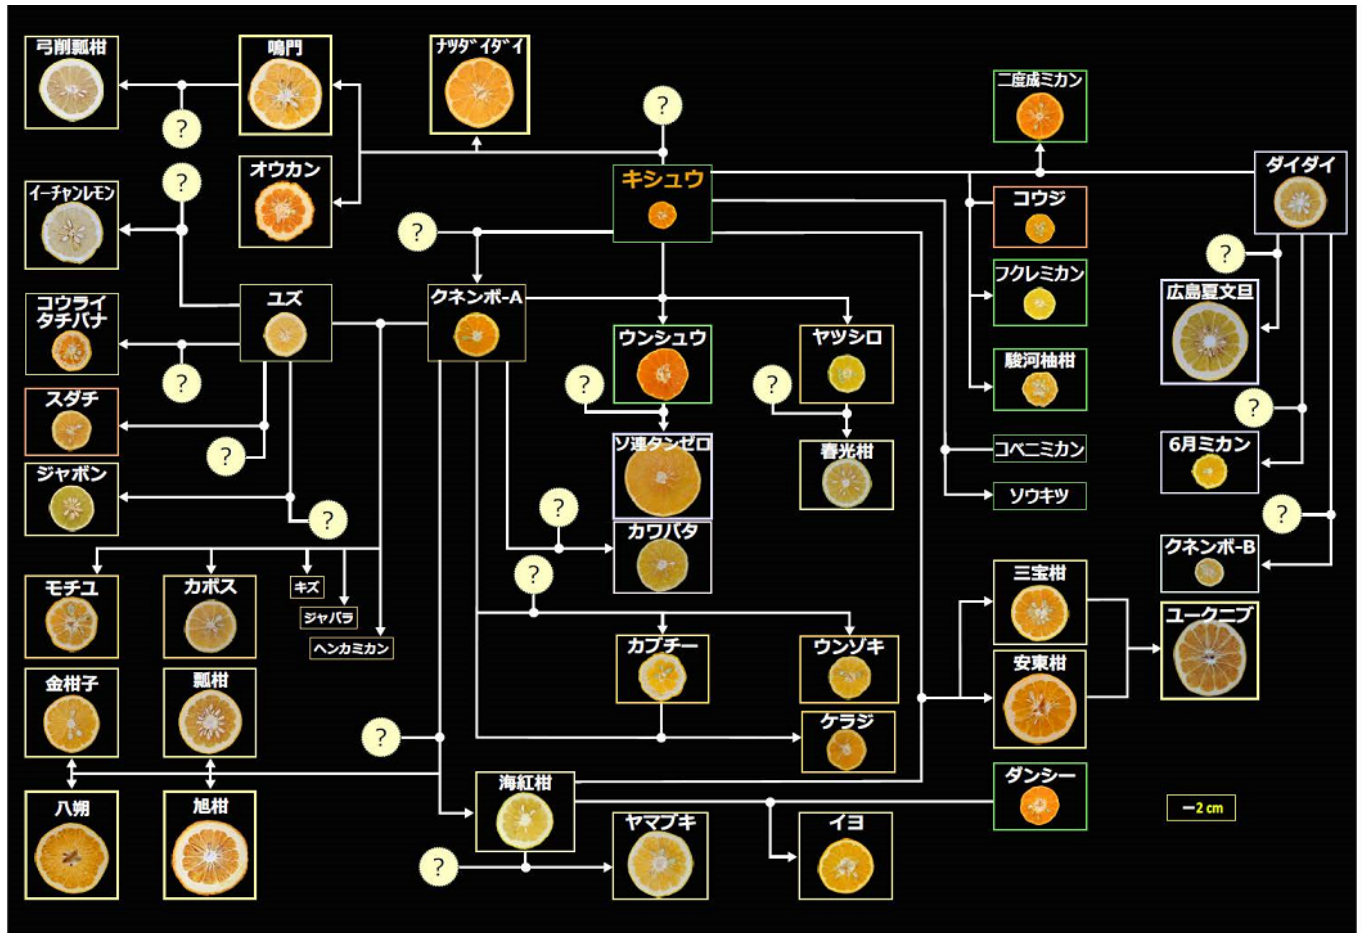 弓削瓢柑
鳴門
ナツダイダイ
?
二度成ミカン
?
オウカン
キシュウ
ダイダイ
?
イーチャンレモン
コウジ
?
?
コウライ
タチバナ
ユズ
クネンボ-A
フクレミカン
広島夏文旦
ウンシュウ
ヤツシロ
?
駿河柚柑
スダチ
?
?
?
ソ連タンゼロ
春光柑
コベニミカン
6月ミカン
?
ジャボン
ソウキツ
?
?
?
カワバタ
クネンボ-B
?
モチユ
カボス
キズ
三宝柑
ジャバラ
ユークニブ
ヘンカミカン
カブチー
ウンゾキ
安東柑
金柑子
瓢柑
ケラジ
?
海紅柑
ダンシー
八朔
旭柑
2 cm
ヤマブキ
イヨ
?